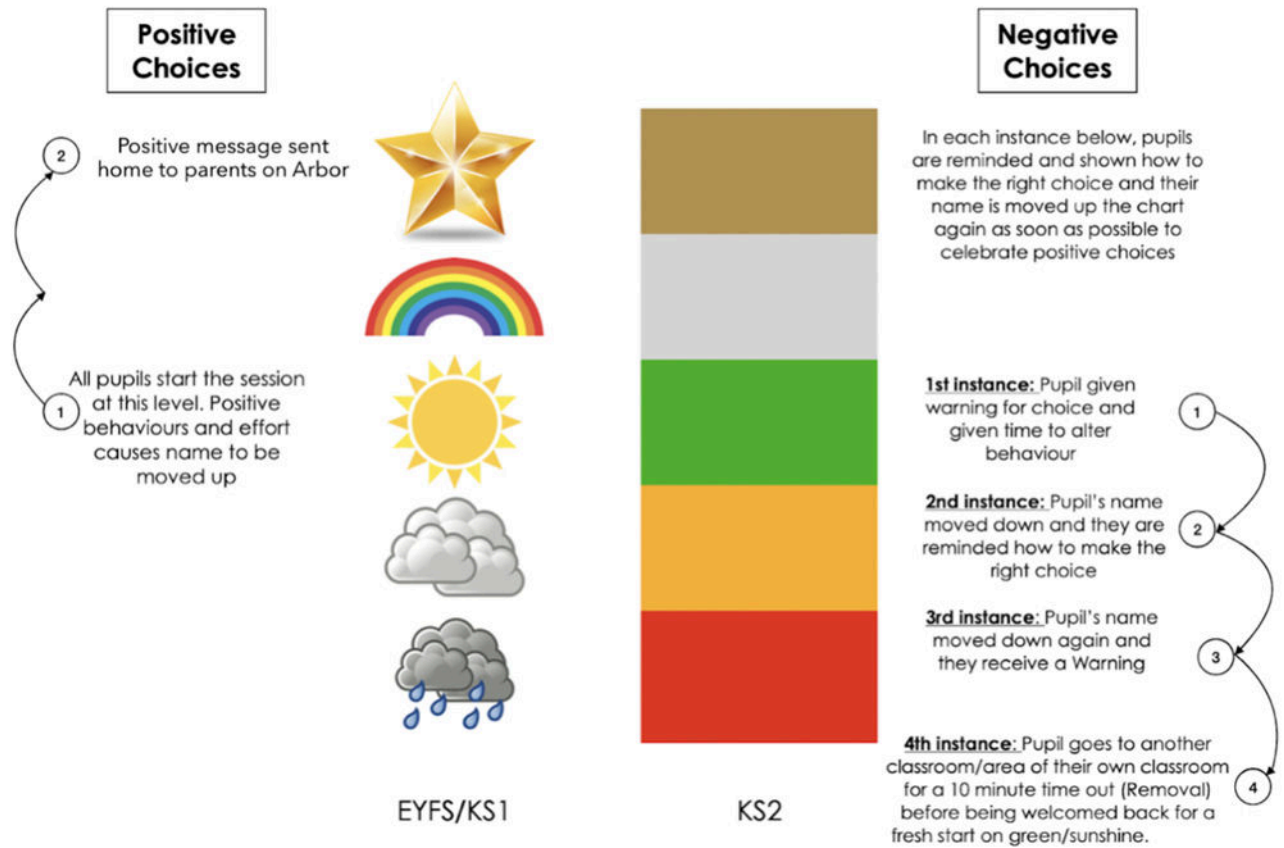 Positive
Choices
2
Positive message sent
home to parents on Arbor
1
All pupils start the session
at this level. Positive
behaviours and effort
causes name to be
moved up
EYFS/KS1
KS2
Negative
Choices
In each instance below, pupils
are reminded and shown how to
make the right choice and their
name is moved up the chart
again as soon as possible to
celebrate positive choices
1st instance: Pupil given
warning for choice and
given time to alter
behaviour
1
2nd instance: Pupil's name
moved down and they are
reminded how to make the
right choice
2
3rd instance: Pupil's name
moved down again and
they receive a Warning
3
4th instance: Pupil goes to another
classroom/area of their own classroom
for a 10 minute time out (Removal)
before being welcomed back for a
fresh start on green/sunshine.
4